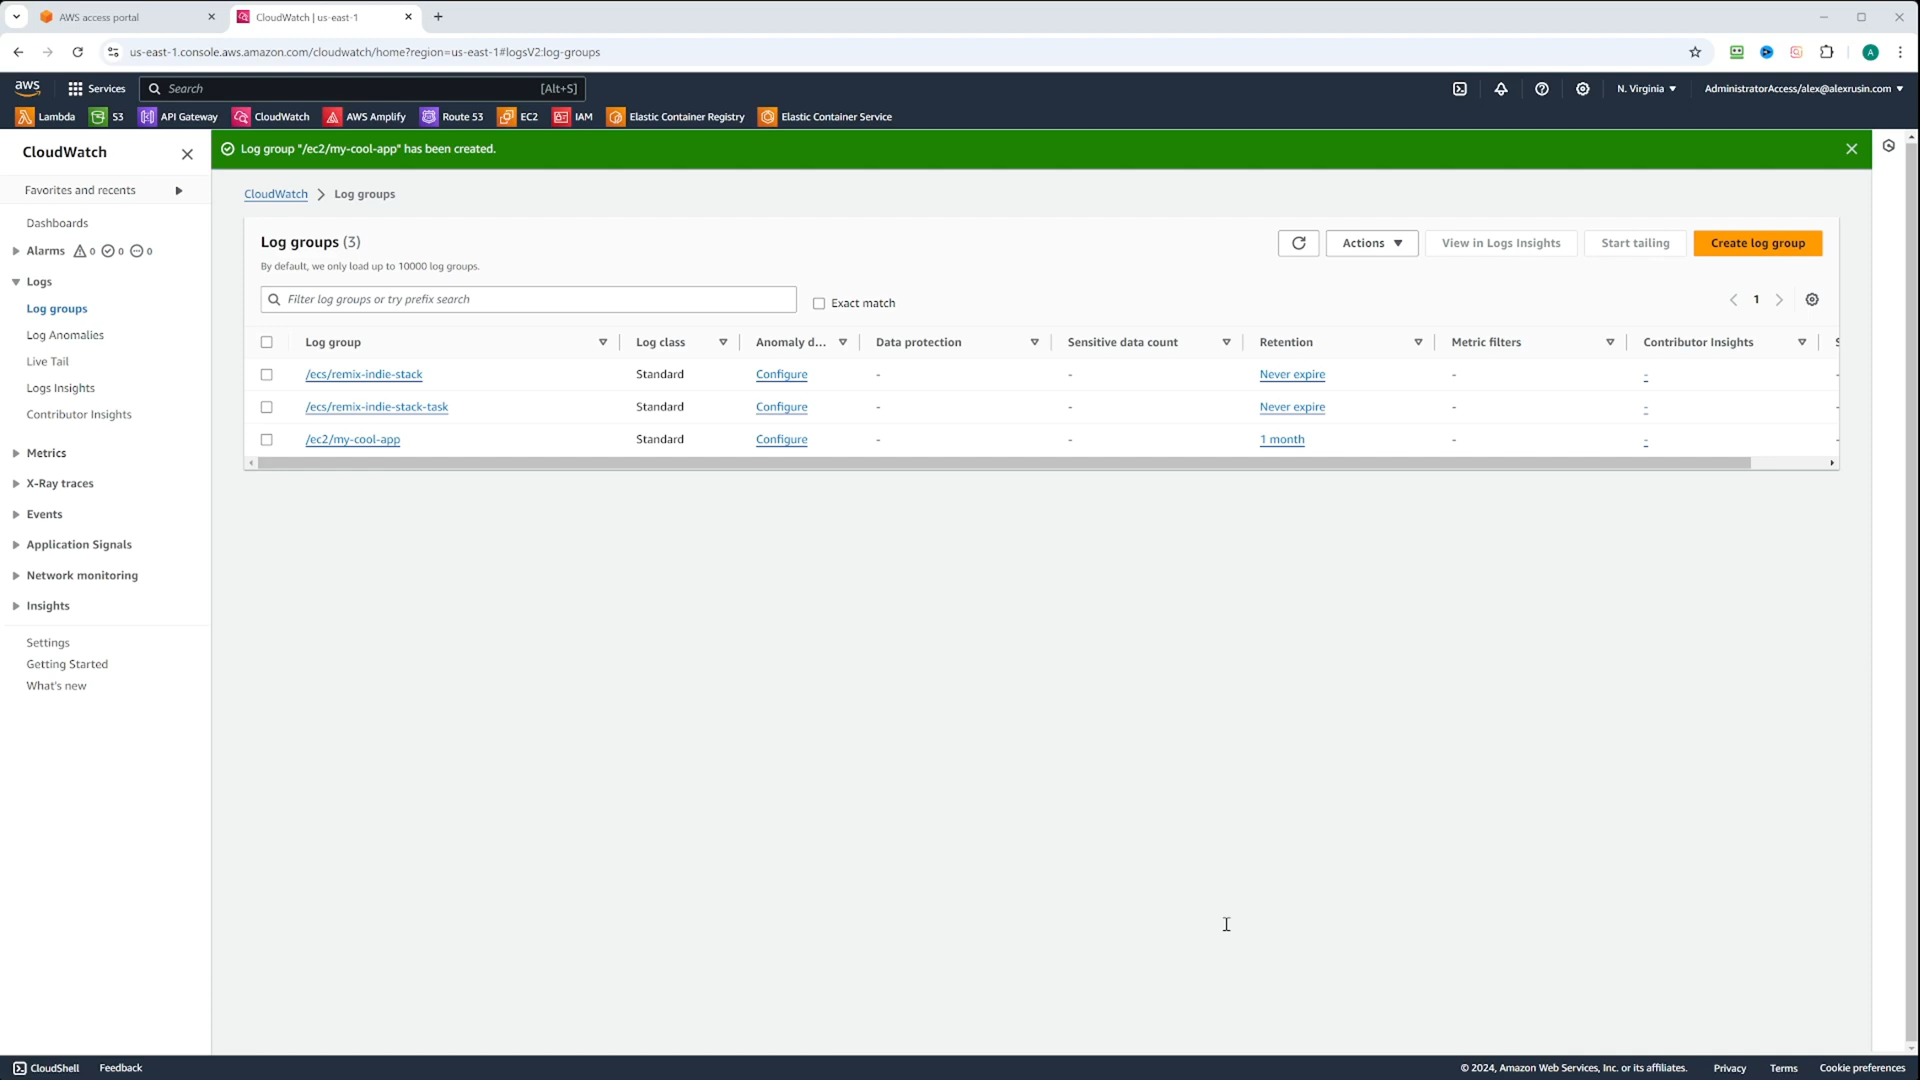 AWS access portal
CloudWatch | us-east-1
us-east-1.console.aws.amazon.com/cloudwatch/home?region=us-east-1#logsV2:log-groups
A
aws
Services
Search
[Alt+S]
N. Virginia
AdministratorAccess/alex@alexrusin.com
Lambda
S3
API Gateway
CloudWatch
AWS Amplify
Route 53
EC2
IAM
Elastic Container Registry
Elastic Container Service
CloudWatch
Favorites and recents
Dashboards
Alarms 0 0 0
Logs
Log groups
Log Anomalies
Live Tail
Logs Insights
Contributor Insights
Metrics
X-Ray traces
Events
Application Signals
Network monitoring
Insights
Settings
Getting Started
What's new
Log group "/ec2/my-cool-app" has been created.
CloudWatch > Log groups
Log groups (3)
By default, we only load up to 10000 log groups.
Actions
View in Logs Insights
Start tailing
Create log group
Filter log groups or try prefix search
Exact match
1
Log group Log class Anomaly d... Data protection Sensitive data count Retention Metric filters Contributor Insights
/ecs/remix-indie-stack Standard Configure - - Never expire - - -
/ecs/remix-indie-stack-task Standard Configure - - Never expire - - -
/ec2/my-cool-app Standard Configure - - 1 month - - -
CloudShell
Feedback
© 2024, Amazon Web Services, Inc. or its affiliates.
Privacy
Terms
Cookie preferences